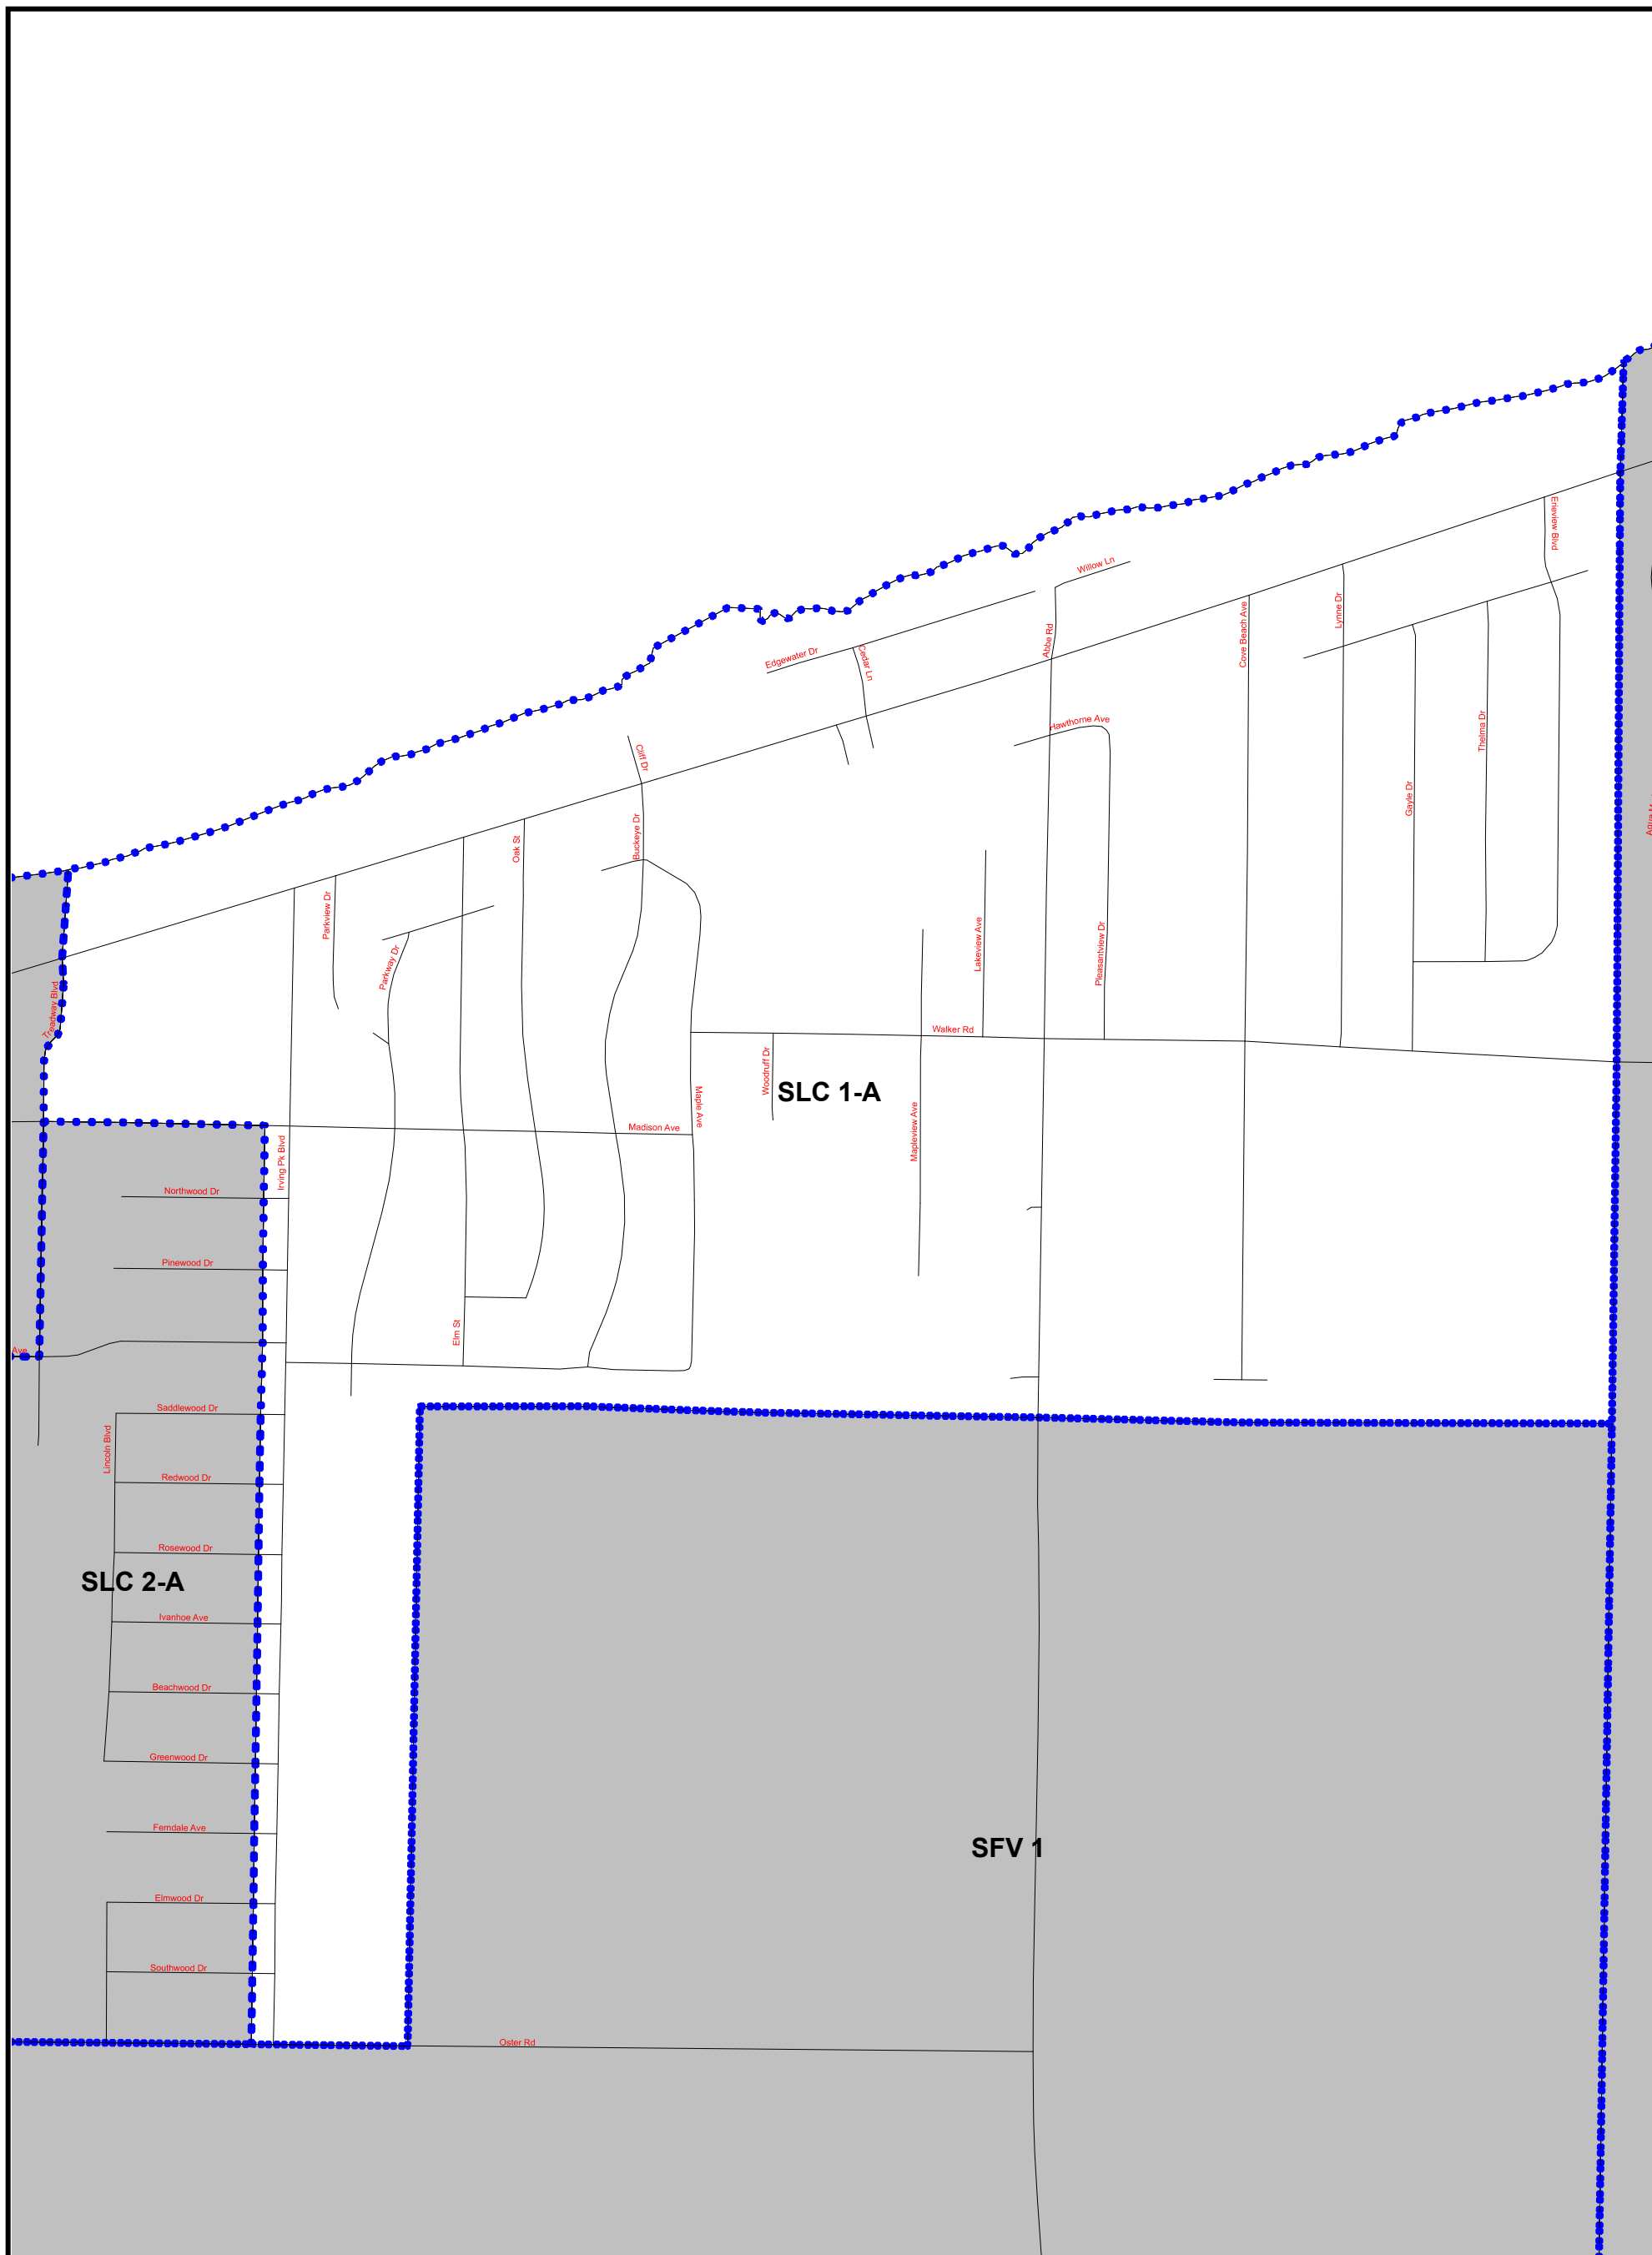 Erieview Blvd
Willow Ln
Lynne Dr
Cove Beach Ave
Abbe Rd
Edgewater Dr
Cedar Ln
Hawthorne Ave
Thelma Dr
Cliff Dr
Gayle Dr
Buckeye Dr
Oak St
Parkview Dr
Lakeview Ave
Pleasantview Dr
Parkway Dr
Treadway Blvd
Walker Rd
Woodruff Dr
SLC 1-A
Maple Ave
Madison Ave
Mapleview Ave
Irving Pk Blvd
Northwood Dr
Pinewood Dr
Elm St
Ave
Saddlewood Dr
Lincoln Blvd
Redwood Dr
Rosewood Dr
SLC 2-A
Ivanhoe Ave
Beachwood Dr
Greenwood Dr
Ferndale Ave
SFV 1
Elmwood Dr
Southwood Dr
Oster Rd